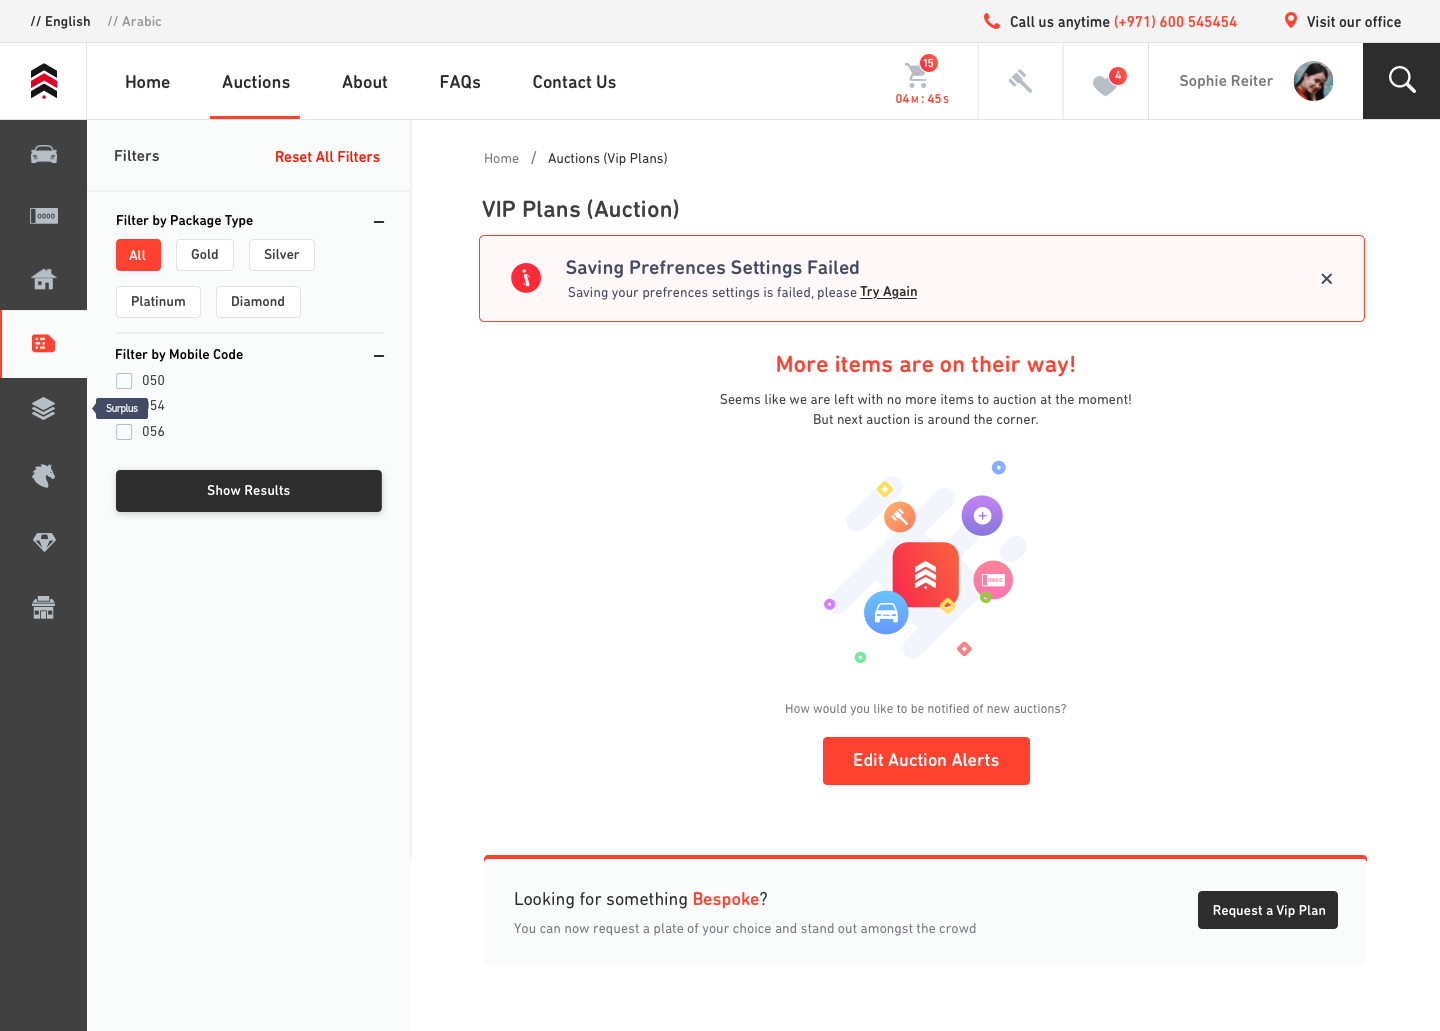 // English // Arabic
Call us anytime (+971) 600 545454
Visit our office
Home
Auctions
About
FAQs
Contact Us
15
04M : 45S
4
Sophie Reiter
Filters
Reset All Filters
Filter by Package Type
All
Gold
Silver
Platinum
Diamond
Filter by Mobile Code
050
054
056
Surplus
Show Results
0000
Home / Auctions (Vip Plans)
VIP Plans (Auction)
Saving Prefrences Settings Failed
Saving your prefrences settings is failed, please Try Again
More items are on their way!
Seems like we are left with no more items to auction at the moment!
But next auction is around the corner.
0000
How would you like to be notified of new auctions?
Edit Auction Alerts
Looking for something Bespoke?
You can now request a plate of your choice and stand out amongst the crowd
Request a Vip Plan